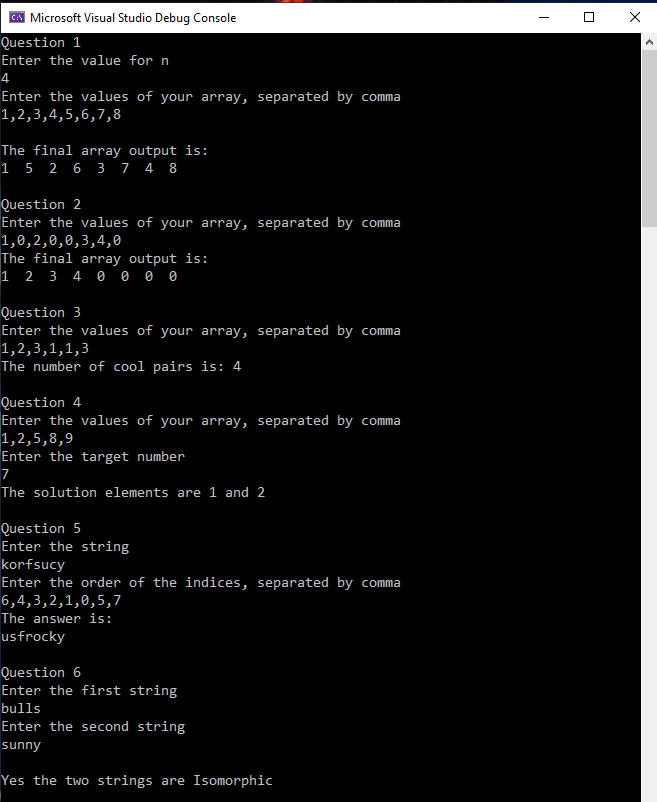 Microsoft Visual Studio Debug Console
Question 1
Enter the value for n
4
Enter the values of your array, separated by comma
1,2,3,4,5,6,7,8
The final array output is:
1  5  2  6  3  7  4  8
Question 2
Enter the values of your array, separated by comma
1,0,2,0,0,3,4,0
The final array output is:
1  2  3  4  0  0  0  0
Question 3
Enter the values of your array, separated by comma
1,2,3,1,1,3
The number of cool pairs is: 4
Question 4
Enter the values of your array, separated by comma
1,2,5,8,9
Enter the target number
7
The solution elements are 1 and 2
Question 5
Enter the string
korfsucy
Enter the order of the indices, separated by comma
6,4,3,2,1,0,5,7
The answer is:
usfrocky
Question 6
Enter the first string
bulls
Enter the second string
sunny
Yes the two strings are Isomorphic